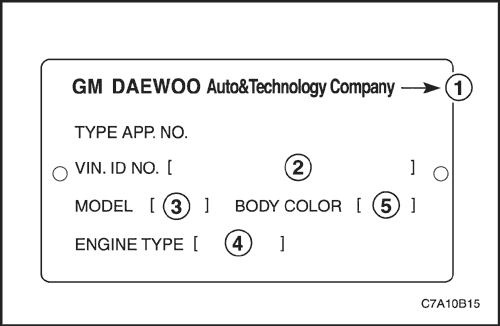 GM DAEWOO Auto&Technology Company 1
TYPE APP. NO.
VIN. ID NO. [ 2 ]
MODEL [ 3 ] BODY COLOR [ 5 ]
ENGINE TYPE [ 4 ]
C7A10B15